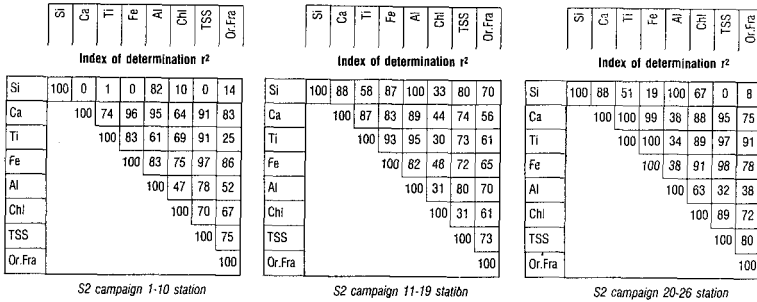 Si Ca Ti Fe Al Chl TSS Or.Fra
Index of determination r²
Si 100 0 1 0 82 10 0 14
Ca 100 74 96 95 64 91 83
Ti 100 83 61 69 91 25
Fe 100 83 75 97 86
Al 100 47 78 52
Chl 100 70 67
TSS 100 75
Or.Fra 100
S2 campaign 1-10 station
Si Ca Ti Fe Al Chl TSS Or.Fra
Index of determination r²
Si 100 88 58 87 100 33 80 70
Ca 100 87 83 89 44 74 56
Ti 100 93 95 30 73 61
Fe 100 82 48 72 65
Al 100 31 80 70
Chl 100 31 61
TSS 100 73
Or.Fra 100
S2 campaign 11-19 station
Si Ca Ti Fe Al Chl TSS Or.Fra
Index of determination r²
Si 100 88 51 19 100 67 0 8
Ca 100 100 99 38 88 95 75
Ti 100 100 34 89 97 91
Fe 100 38 91 98 78
Al 100 63 32 38
Chl 100 89 72
TSS 100 80
Or.Fra 100
S2 campaign 20-26 station